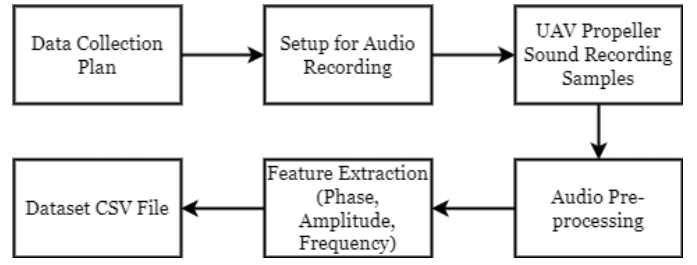 Data Collection
Plan
Setup for Audio
Recording
UAV Propeller
Sound Recording
Samples
Audio Pre-
processing
Feature Extraction
(Phase,
Amplitude,
Frequency)
Dataset CSV File